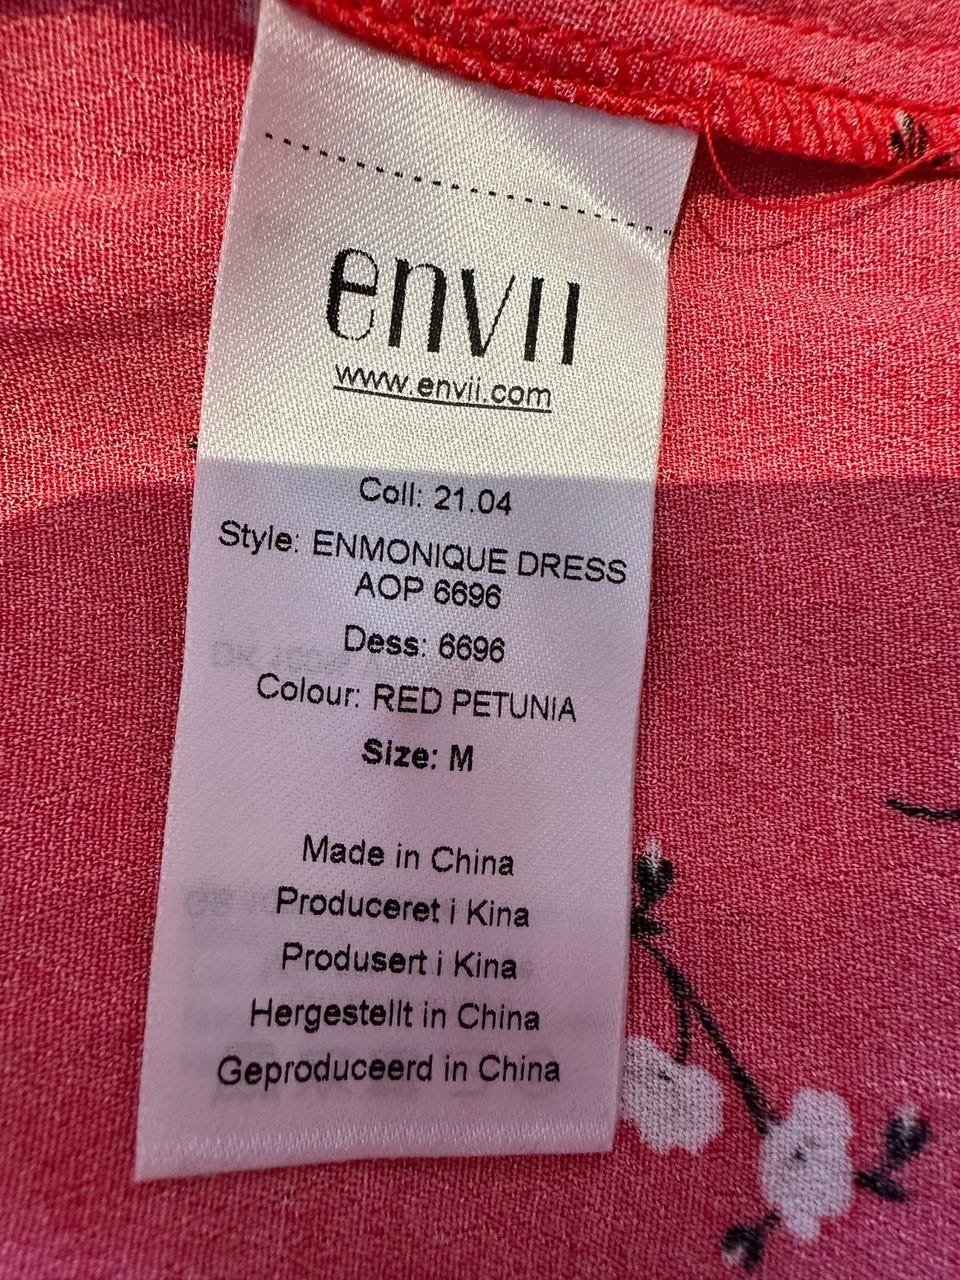 envii
www.envii.com
Coll: 21.04
Style: ENMONIQUE DRESS
AOP 6696
Dess: 6696
Colour: RED PETUNIA
Size: M
Made in China
Produceret i Kina
Produsert i Kina
Hergestellt in China
Geproduceerd in China